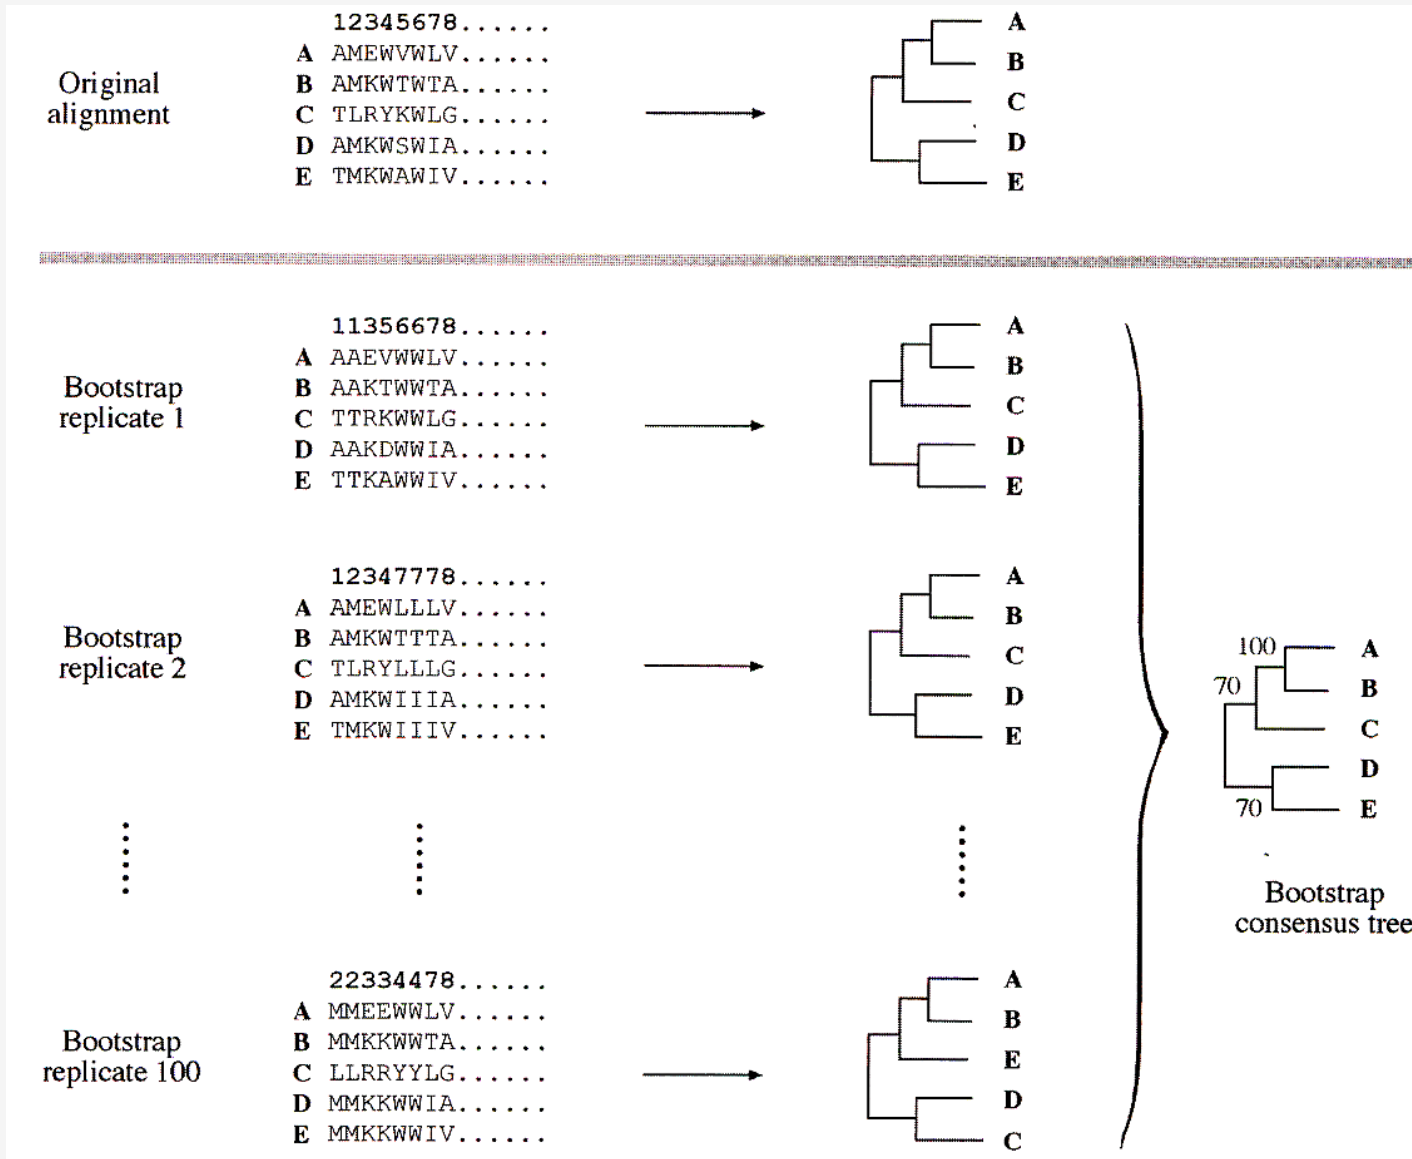 12345678......
A AMEWVWLV......
B AMKWTWTA......
C TLRYKWLG......
D AMKWSWIA......
E TMKWAWIV......
Original
alignment
A
B
C
D
E
11356678......
A AAEVWWLV......
B AAKTWWTA......
C TTRKWWLG......
D AAKDWWIA......
E TTKAWWIV......
Bootstrap
replicate 1
A
B
C
D
E
12347778......
A AMEWLLLV......
B AMKWTTTA......
C TLRYLLLG......
D AMKWIIIA......
E TMKWIIIV......
Bootstrap
replicate 2
A
B
C
D
E
22334478......
A MMEEWWLV......
B MMKKWWTA......
C LLRRYYLG......
D MMKKWWIA......
E MMKKWWIV......
Bootstrap
replicate 100
A
B
E
D
C
100 A
70 B
C
D
70 E
Bootstrap
consensus tree